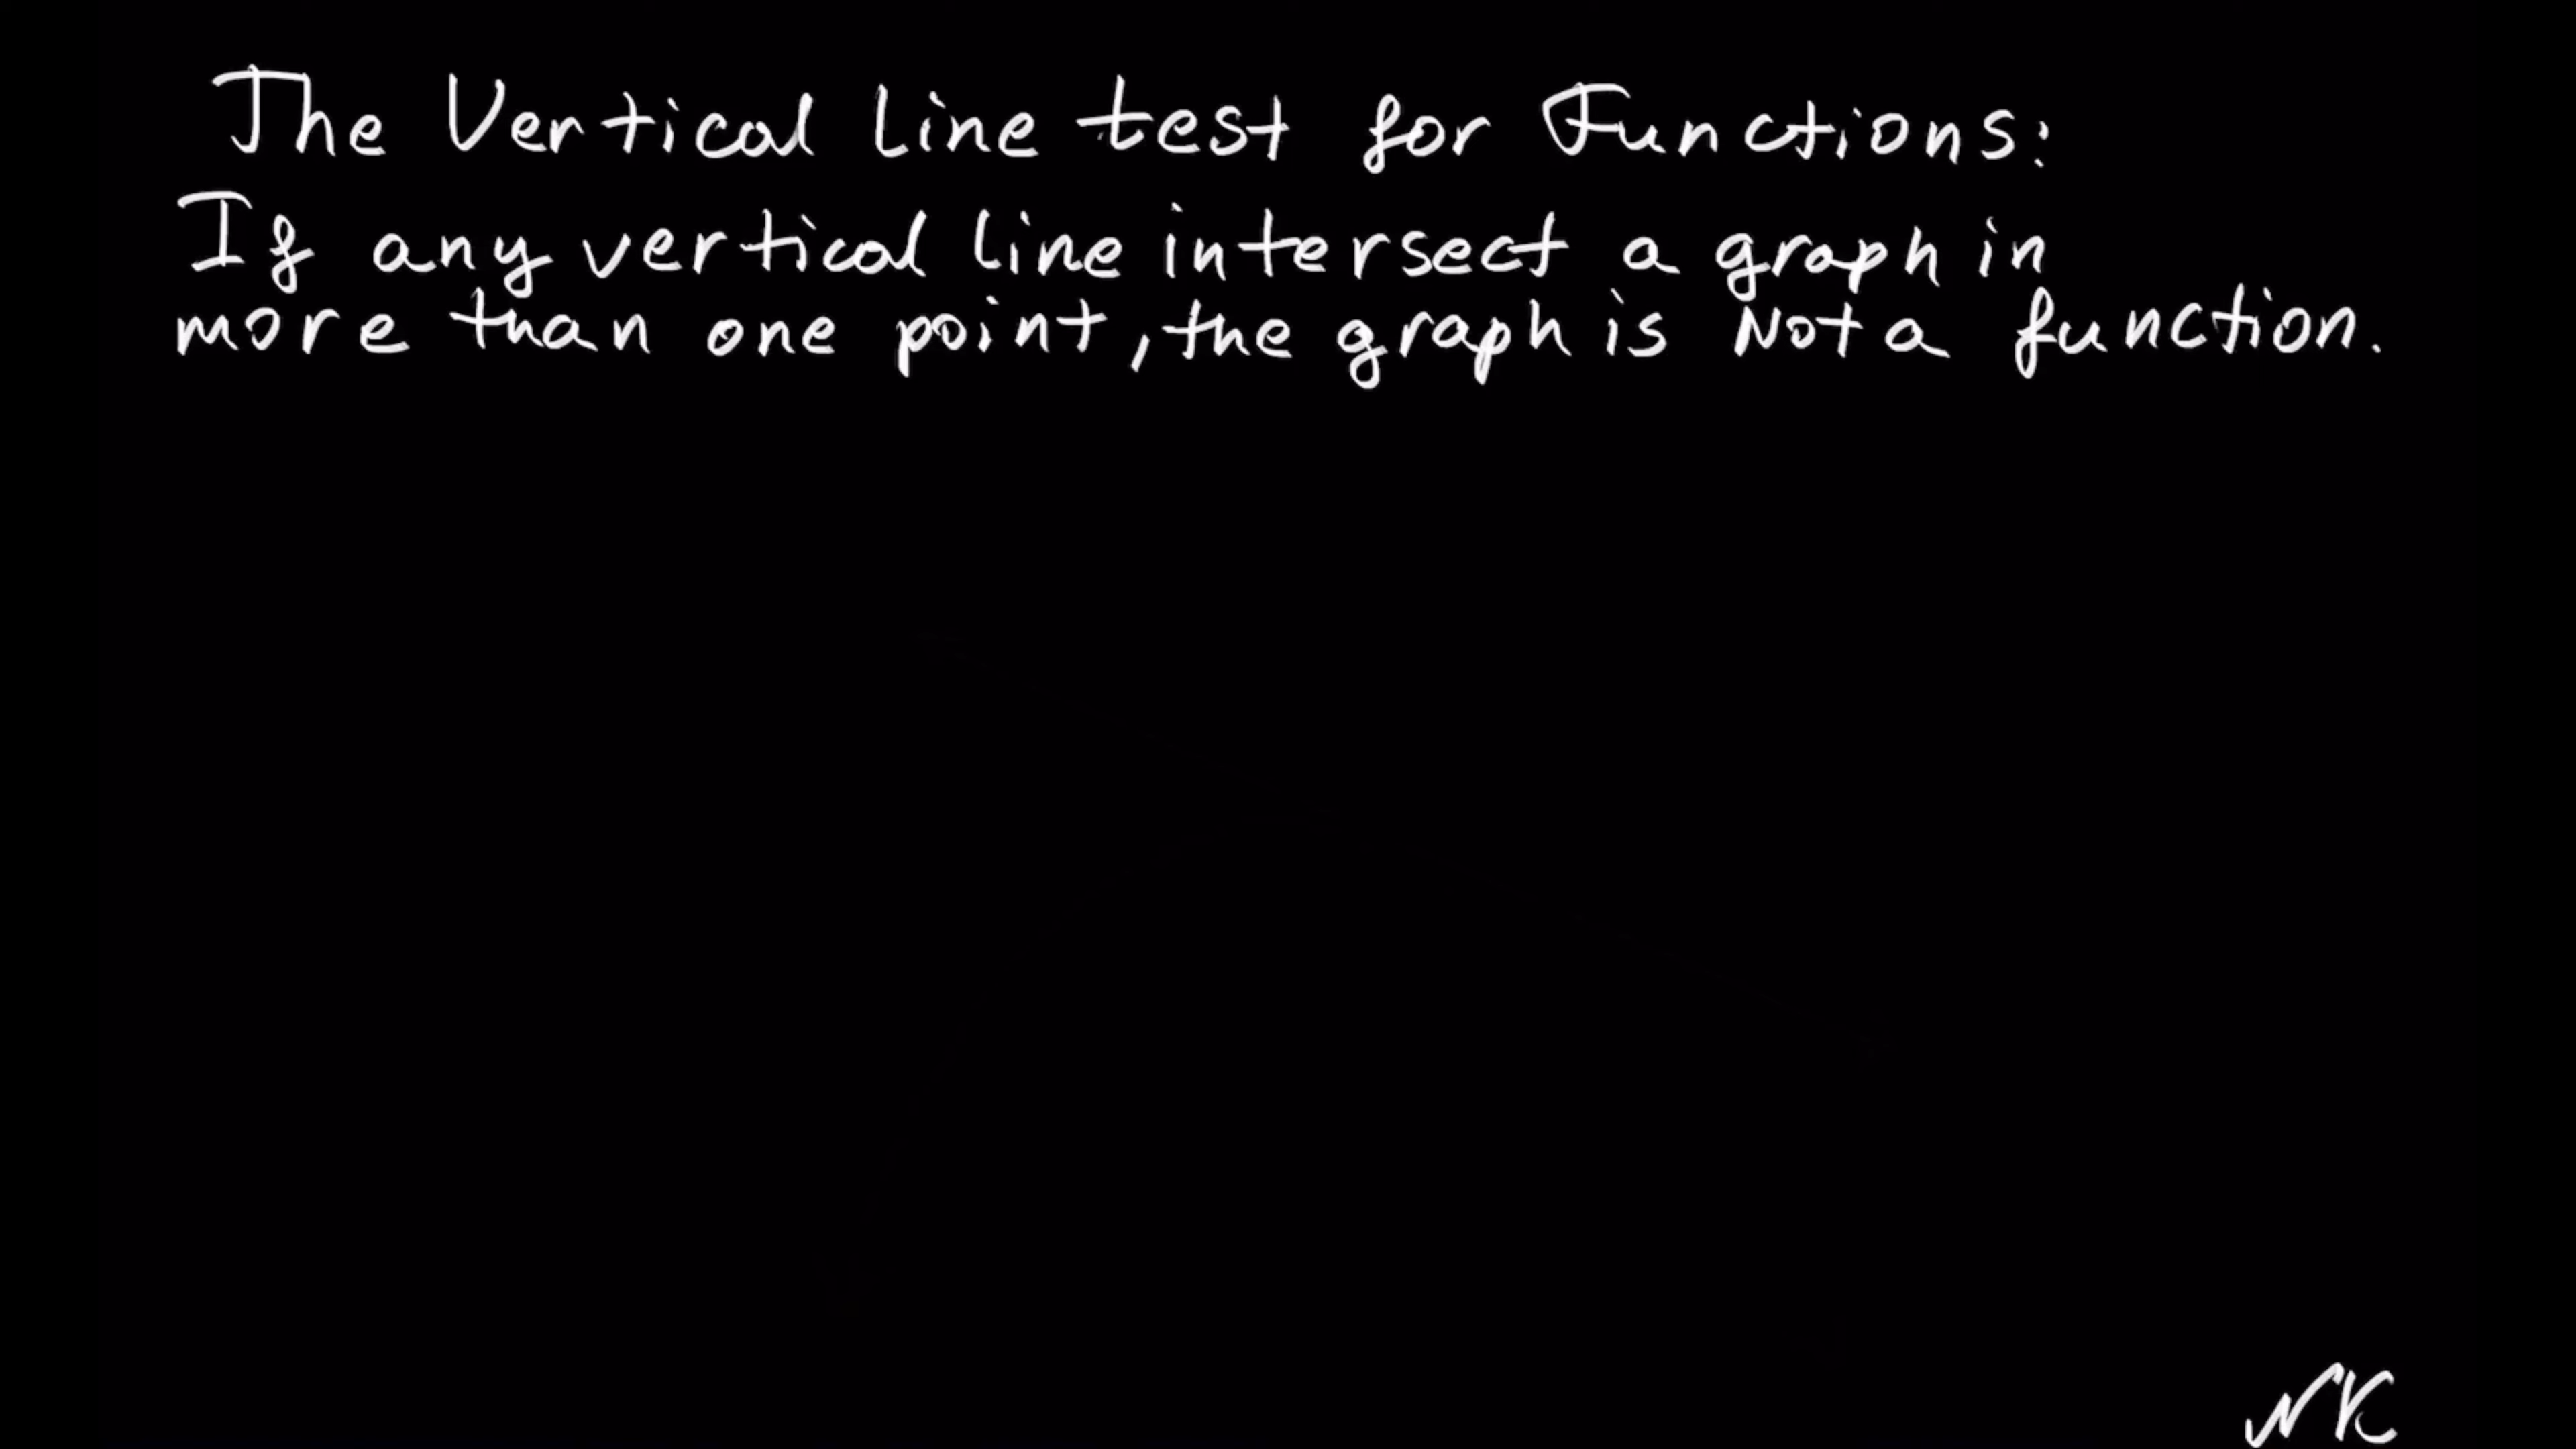 The Vertical Line test for Functions:
If any vertical line intersect a graph in
more than one point, the graph is Not a function.
NK